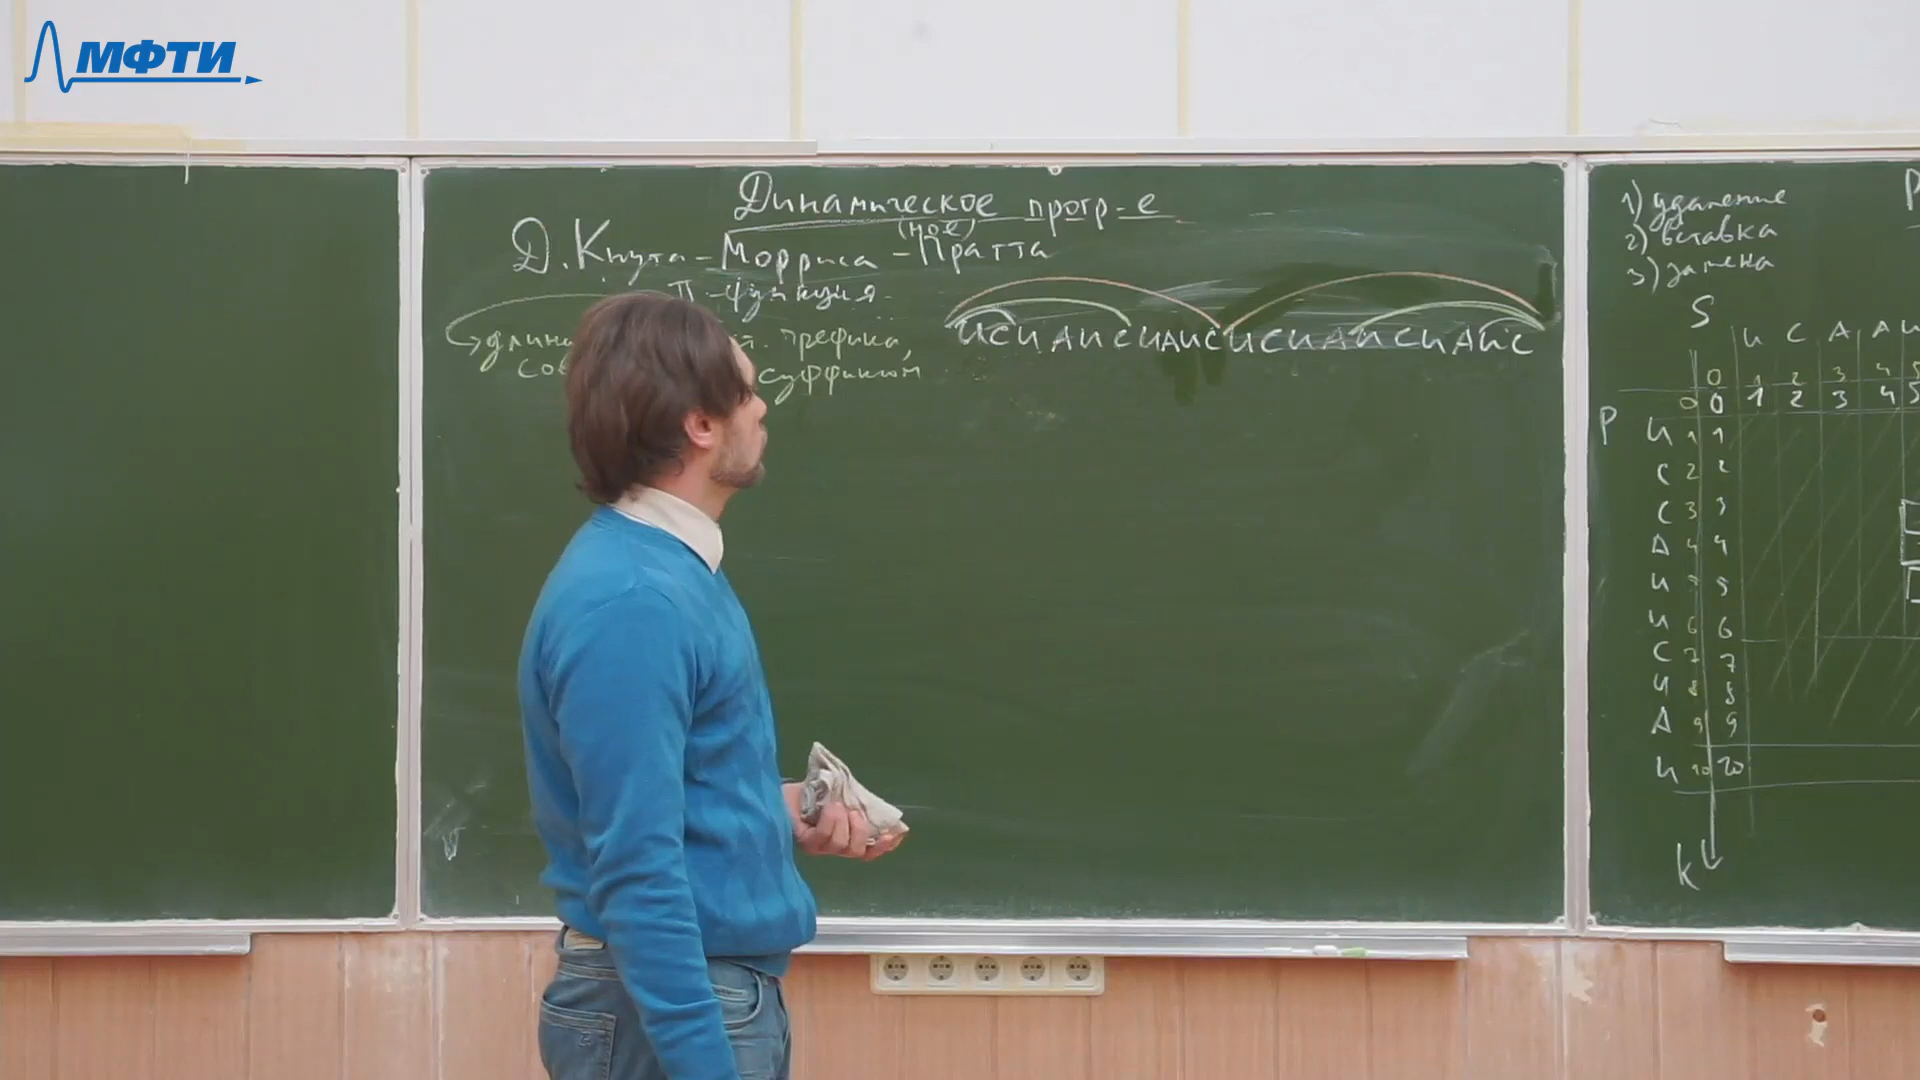 МФТИ
Динамическое прогр-е
(ное)
Д. Кнута-Морриса-Пратта
П-функция.
длина префикса,
суффиксом
ИСИАИСИАИСИСИАИСИАИС
1) удаление
2) вставка
3) замена
S
И С А А И
0 1 2 3 4 5
0 0 1 2 3 4 5
P И 1 1
С 2 2
С 3 3
А 4 4
И 5
И 6 6
С 7 7
И 8 8
А 9 9
И 10 10
K